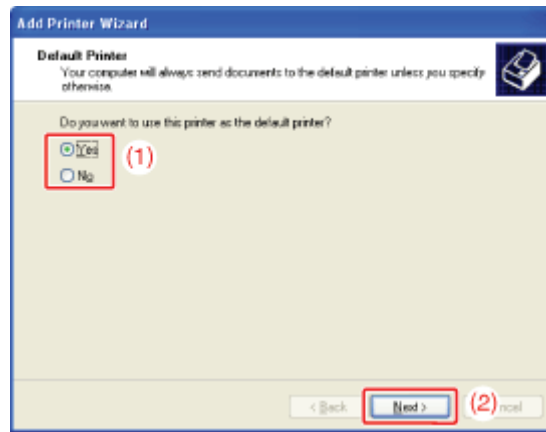 Add Printer Wizard
Default Printer
Your computer will always send documents to the default printer unless you specify
otherwise.
Do you want to use this printer as the default printer?
Yes
(1)
No
< Back
Next >
(2)
ncel